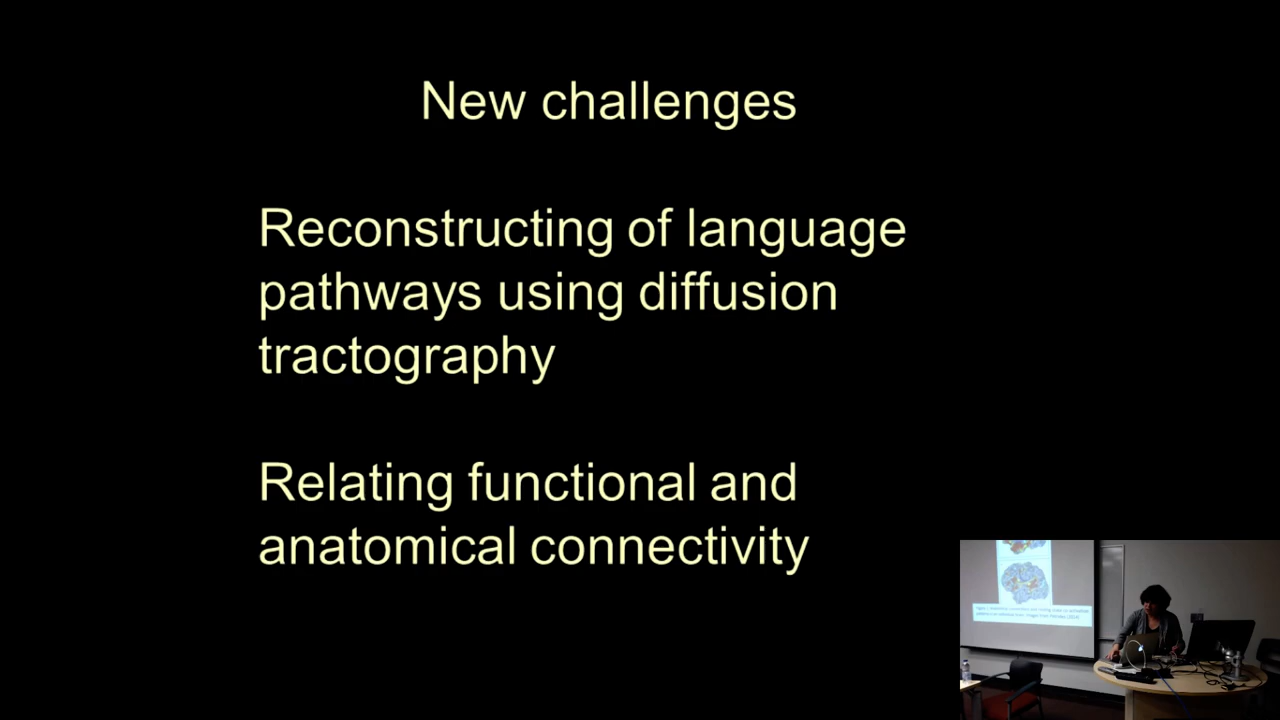 New challenges
Reconstructing of language
pathways using diffusion
tractography
Relating functional and
anatomical connectivity